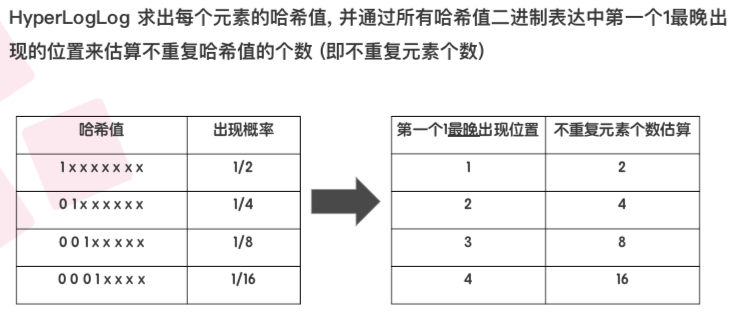 HyperLogLog 求出每个元素的哈希值, 并通过所有哈希值二进制表达中第一个1最晚出
现的位置来估算不重复哈希值的个数 (即不重复元素个数)
哈希值 出现概率
1xxxxxxx 1/2
01xxxxxx 1/4
001xxxxx 1/8
0001xxxx 1/16
第一个1最晚出现位置 不重复元素个数估算
1 2
2 4
3 8
4 16